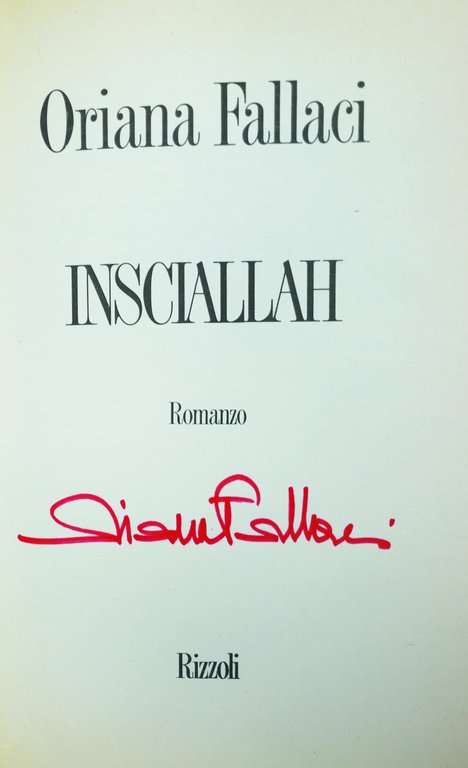 Oriana Fallaci
INSCIALLAH
Romanzo
Oriana Fallaci
Rizzoli